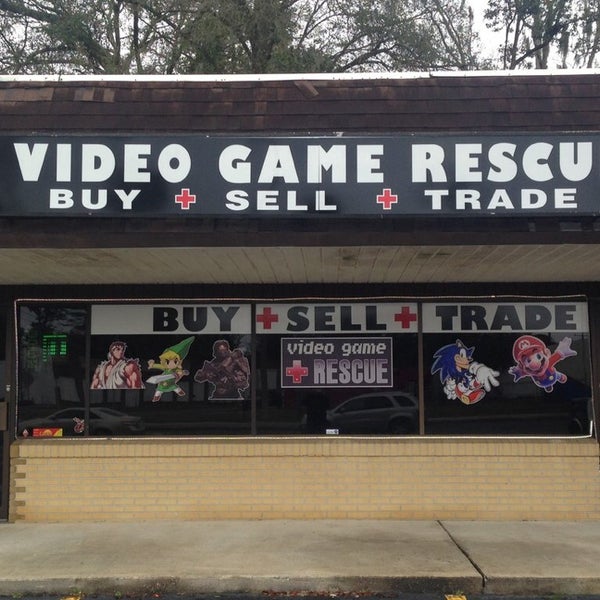 VIDEO GAME RESCU
BUY + SELL + TRADE
BUY + SELL + TRADE
video game
+ RESCUE